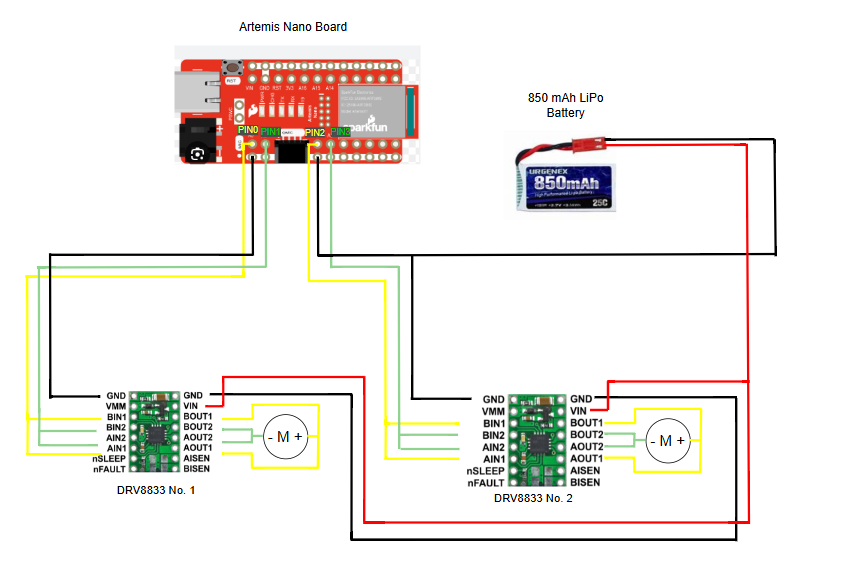 Artemis Nano Board
RST
VIN GND RST 3V3 A16 A15 A14
sparkfun
PIN0 PIN1 PIN2 PIN3
850 mAh LiPo
Battery
URGENEX
850mAh
25C
GND
VMM
BIN1
BIN2
AIN2
AIN1
nSLEEP
nFAULT
GND
VIN
BOUT1
BOUT2
AOUT2
AOUT1
AISEN
BISEN
- M +
DRV8833 No. 1
GND
VMM
BIN1
BIN2
AIN2
AIN1
nSLEEP
nFAULT
GND
VIN
BOUT1
BOUT2
AOUT2
AOUT1
AISEN
BISEN
- M +
DRV8833 No. 2